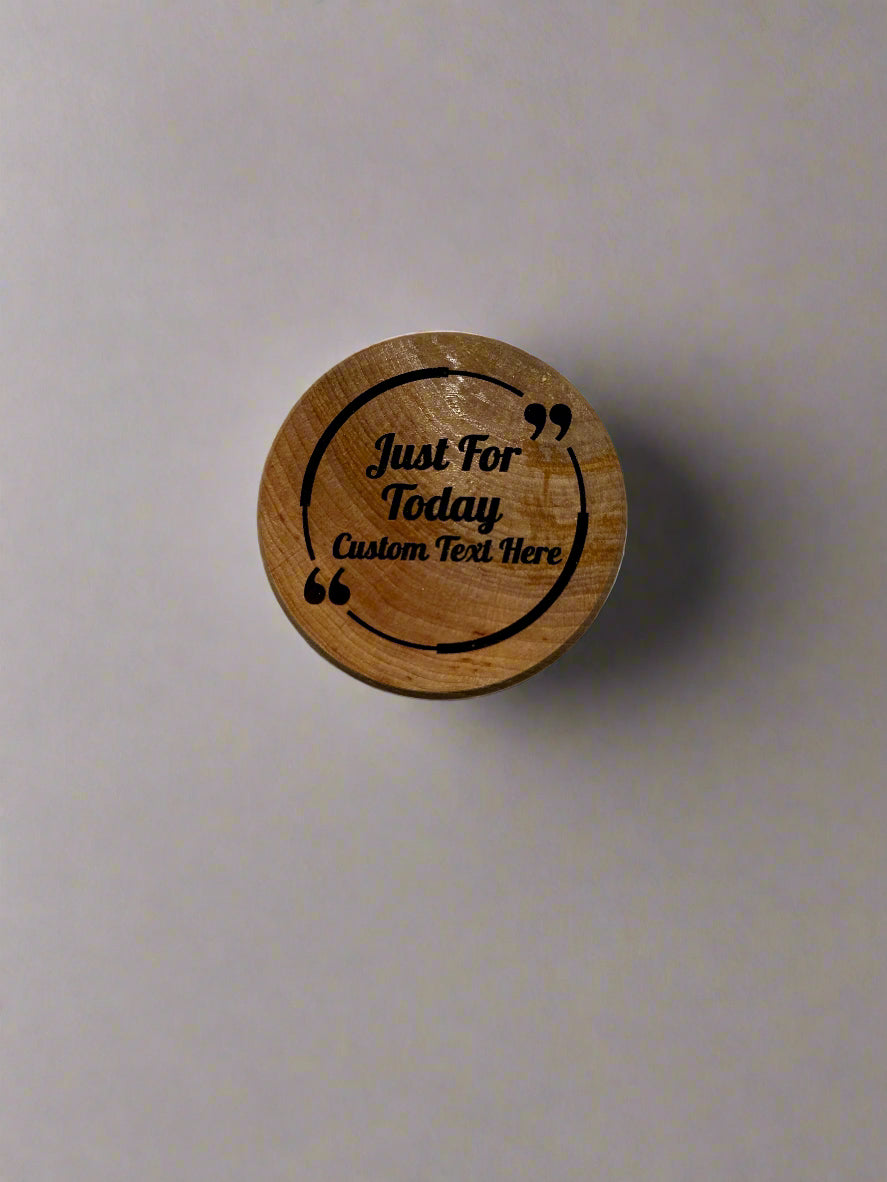 ”
Just For
Today
Custom Text Here
“